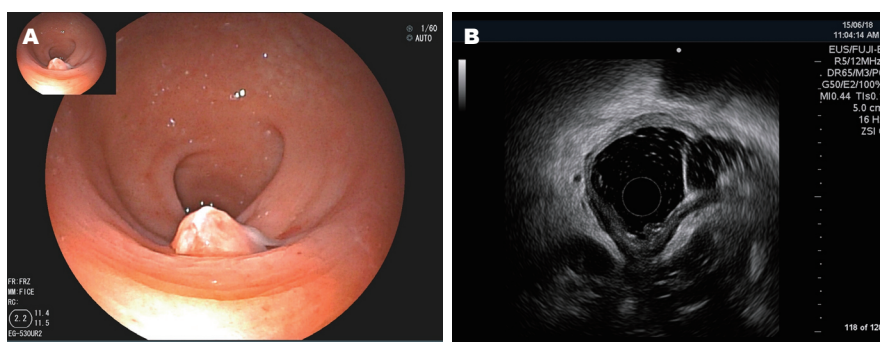 A
1/60
AUTO
FR:FRZ
MM:FICE
RC:
2.2
11.4
11.5
EG-530UR2
B
15/06/18
11:04:14 AM
EUS/FUJI-E
R5/12MHz
DR65/M3/P
G50/E2/100%
MI0.44 TIs0.
5.0 cm
16 H
ZSI
118 of 120